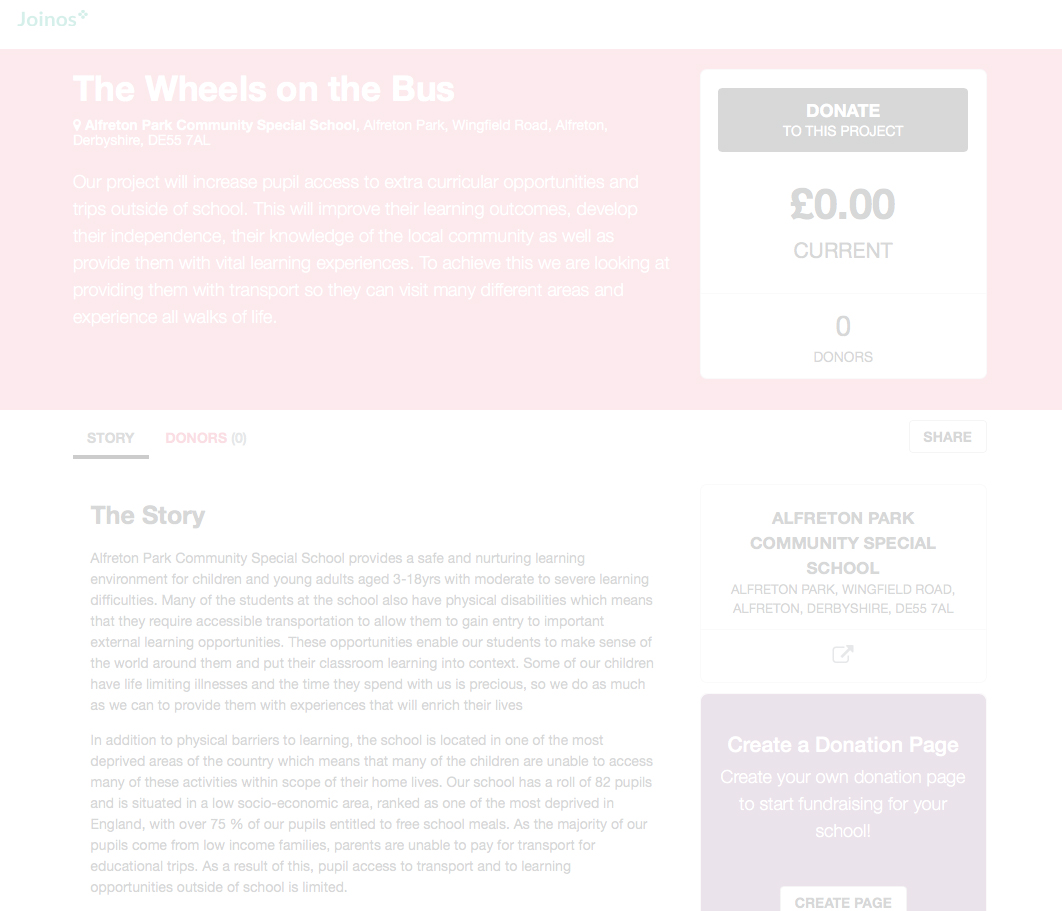 Joinos
The Wheels on the Bus
Alfreton Park Community Special School, Alfreton Park, Wingfield Road, Alfreton,
Derbyshire, DE55 7AL
Our project will increase pupil access to extra curricular opportunities and
trips outside of school. This will improve their learning outcomes, develop
their independence, their knowledge of the local community as well as
provide them with vital learning experiences. To achieve this we are looking at
providing them with transport so they can visit many different areas and
experience all walks of life.
DONATE
TO THIS PROJECT
£0.00
CURRENT
0
DONORS
STORY
DONORS (0)
SHARE
The Story
Alfreton Park Community Special School provides a safe and nurturing learning
environment for children and young adults aged 3-18yrs with moderate to severe learning
difficulties. Many of the students at the school also have physical disabilities which means
that they require accessible transportation to allow them to gain entry to important
external learning opportunities. These opportunities enable our students to make sense of
the world around them and put their classroom learning into context. Some of our children
have life limiting illnesses and the time they spend with us is precious, so we do as much
as we can to provide them with experiences that will enrich their lives
In addition to physical barriers to learning, the school is located in one of the most
deprived areas of the country which means that many of the children are unable to access
many of these activities within scope of their home lives. Our school has a roll of 82 pupils
and is situated in a low socio-economic area, ranked as one of the most deprived in
England, with over 75 % of our pupils entitled to free school meals. As the majority of our
pupils come from low income families, parents are unable to pay for transport for
educational trips. As a result of this, pupil access to transport and to learning
opportunities outside of school is limited.
ALFRETON PARK
COMMUNITY SPECIAL
SCHOOL
ALFRETON PARK, WINGFIELD ROAD,
ALFRETON, DERBYSHIRE, DE55 7AL
Create a Donation Page
Create your own donation page
to start fundraising for your
school!
CREATE PAGE